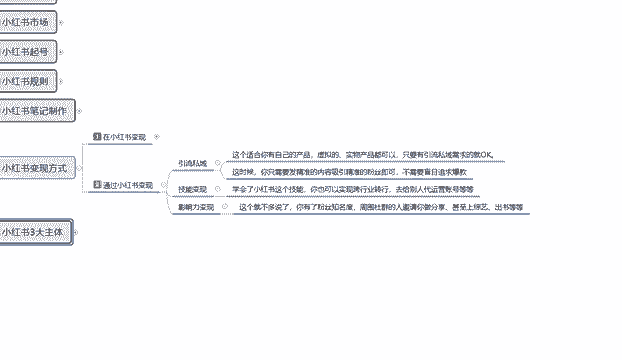 小红书市场
小红书起号
小红书规则
小红书笔记制作
小红书变现方式
1 在小红书变现
2 通过小红书变现
引流私域
这个适合你有自己的产品，虚拟的、实物产品都可以，只要有引流私域需求的就OK。
这时候，你只需要发精准的内容吸引精准的粉丝即可，不需要盲目追求爆款
技能变现
学会了小红书这个技能，你也可以实现跨行业转行，去给别人代运营账号等等
影响力变现
这个就不多说了，你有了粉丝知名度，周围社群的人邀请你做分享、甚至上综艺、出书等等
小红书3大主体